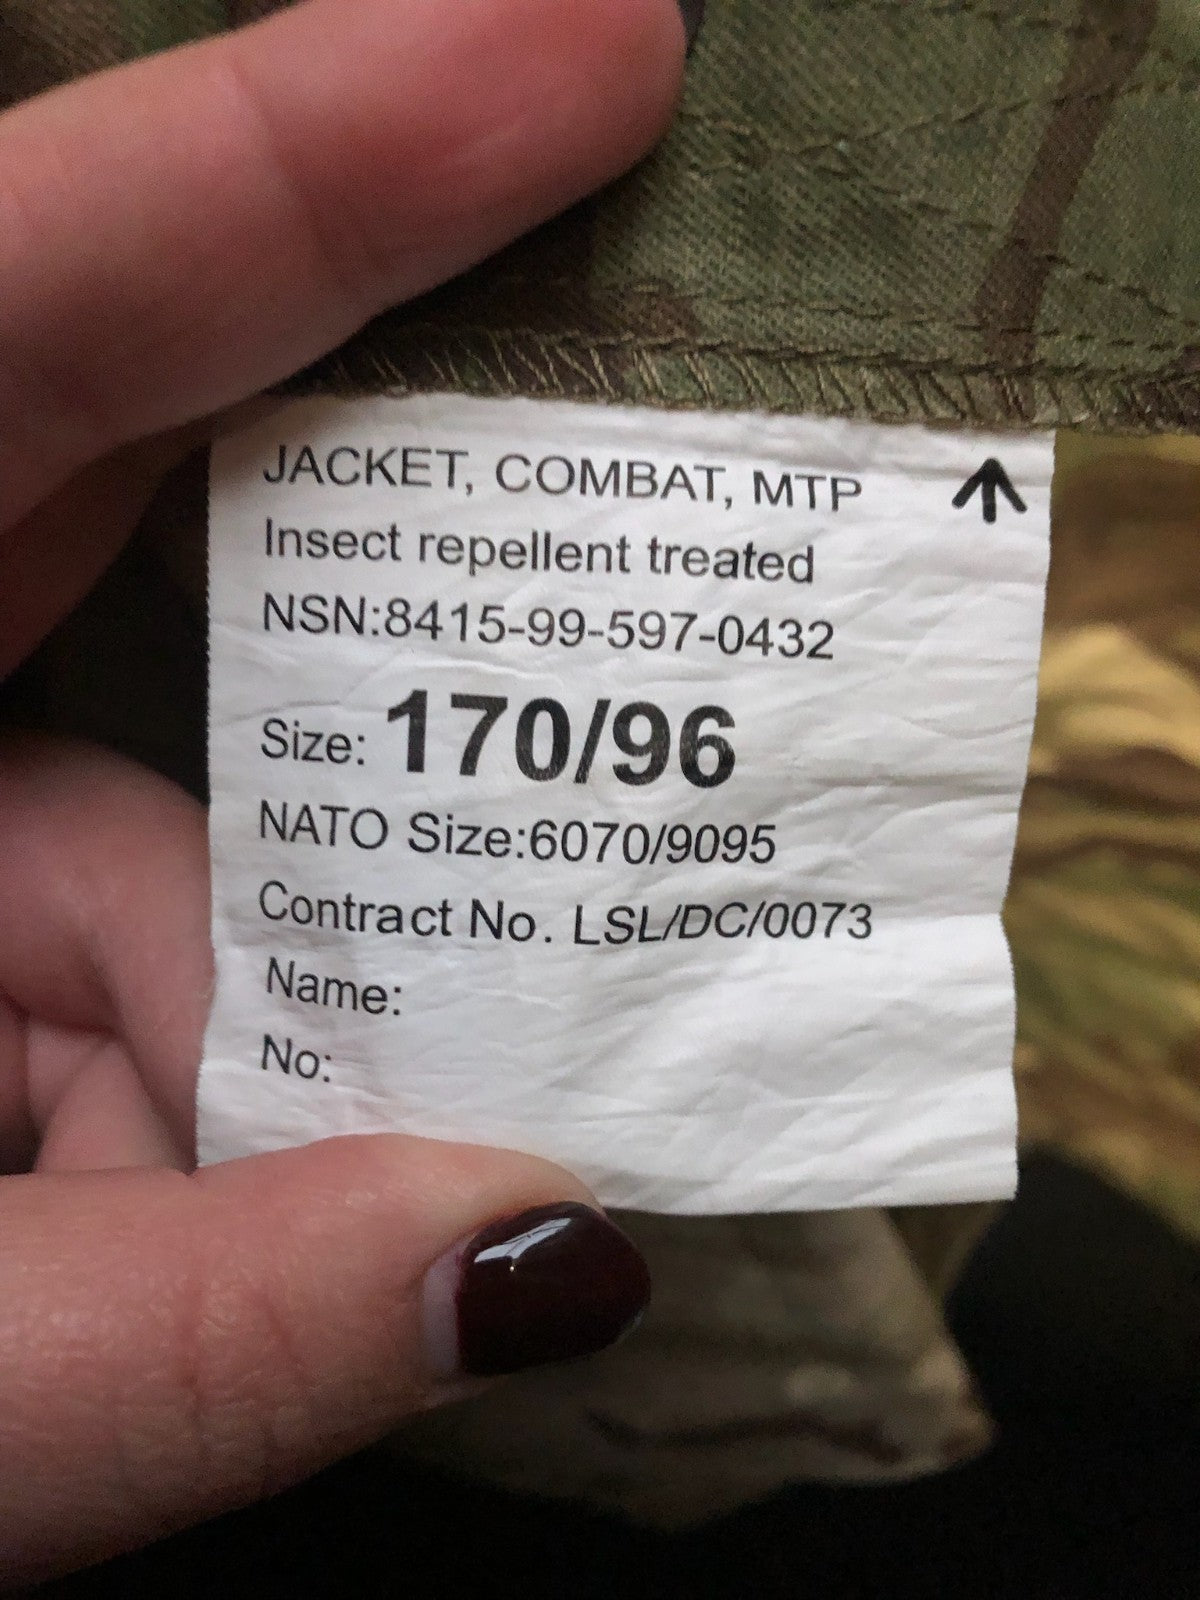 JACKET, COMBAT, MTP
Insect repellent treated
NSN:8415-99-597-0432
Size: 170/96
NATO Size:6070/9095
Contract No. LSL/DC/0073
Name:
No: